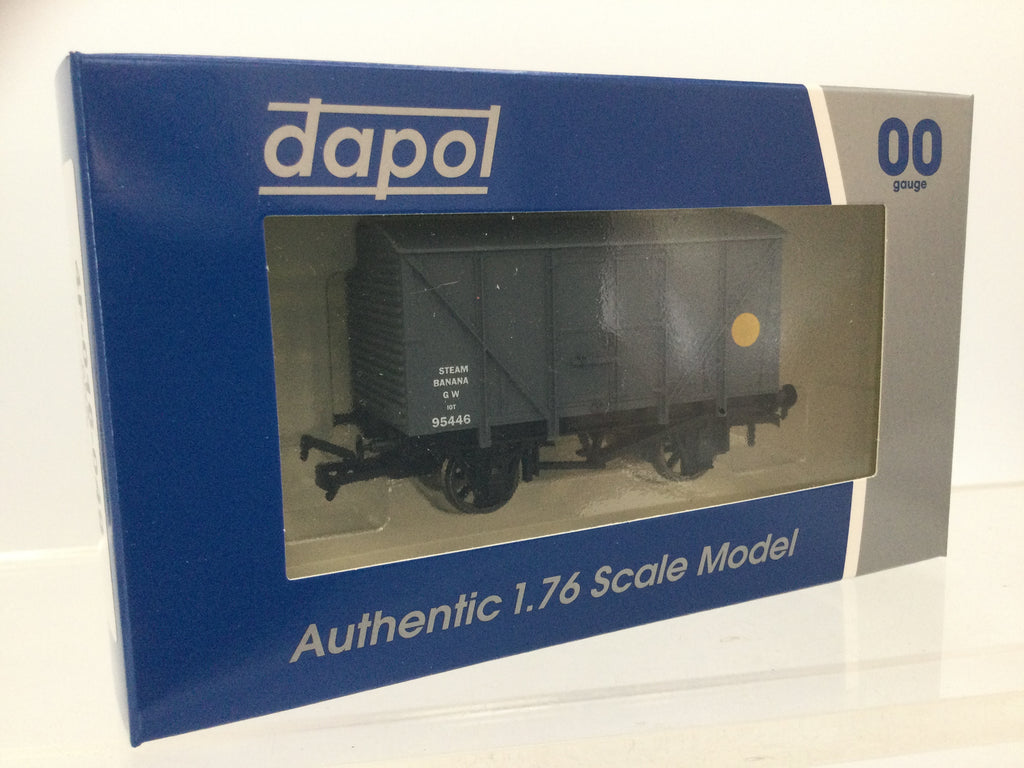 dapol
00
gauge
STEAM
BANANA
G W
10T
95446
Authentic 1.76 Scale Model